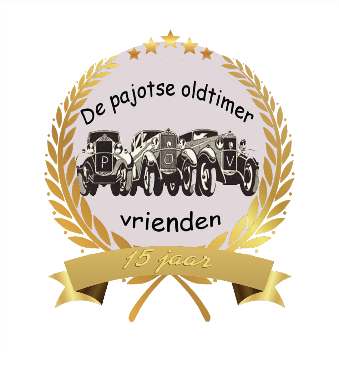 De pajotse oldtimer
P O V
vrienden
15 jaar